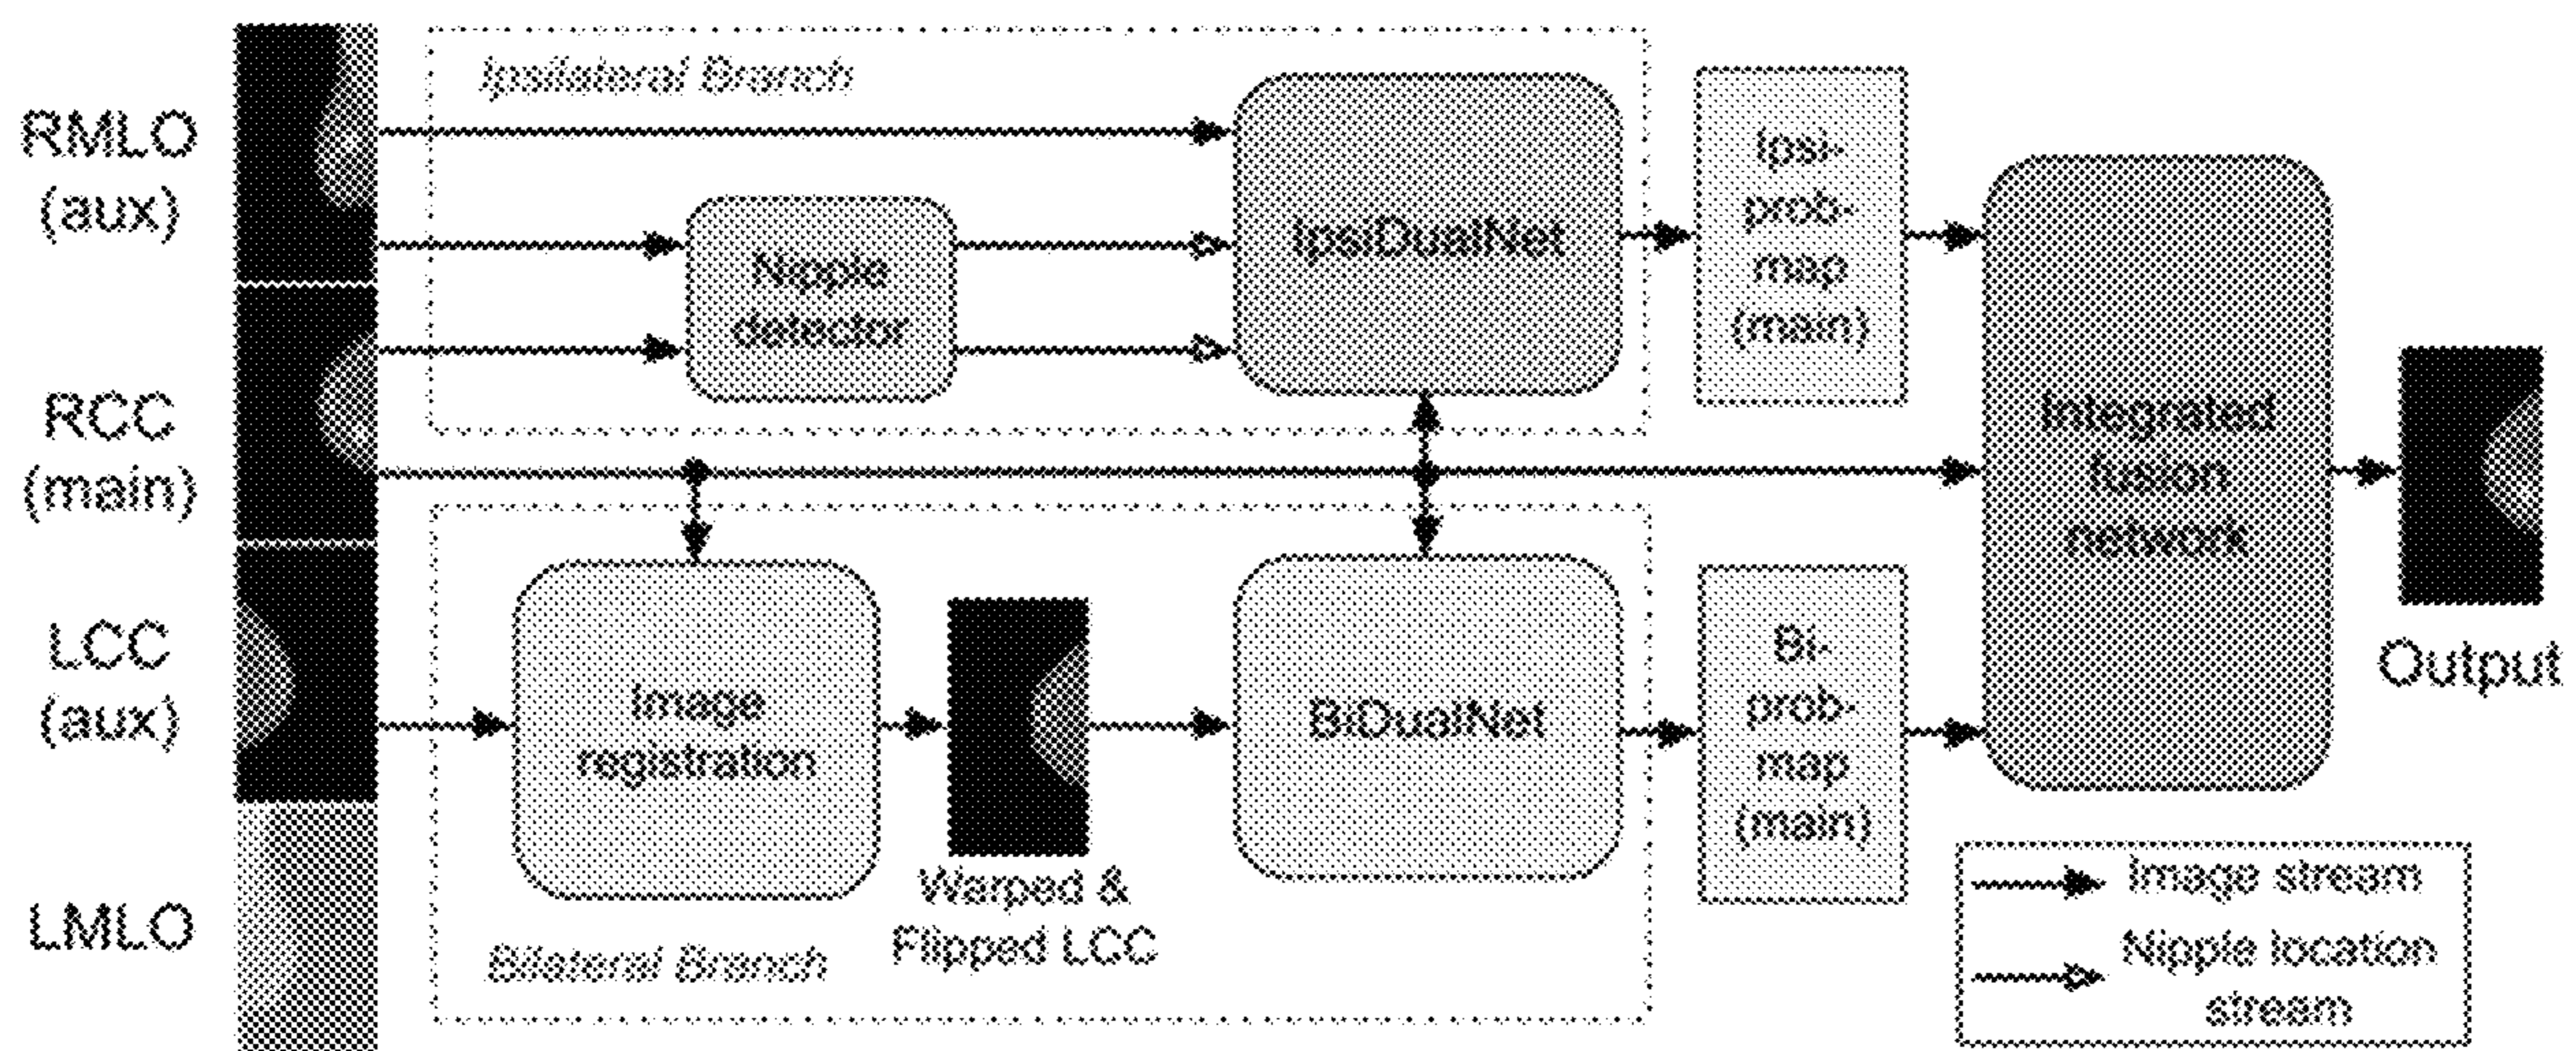 RMLO
(aux)
RCC
(main)
LCC
(aux)
LMLO
Ipsilateral Branch
Nipple
detector
IpsiDualNet
Ipsi-
prob-
map
(main)
Image
registration
Warped &
Flipped LCC
BiDualNet
Bilateral Branch
Bi-
prob-
map
(main)
Integrated
fusion
network
Output
Image stream
Nipple location
stream